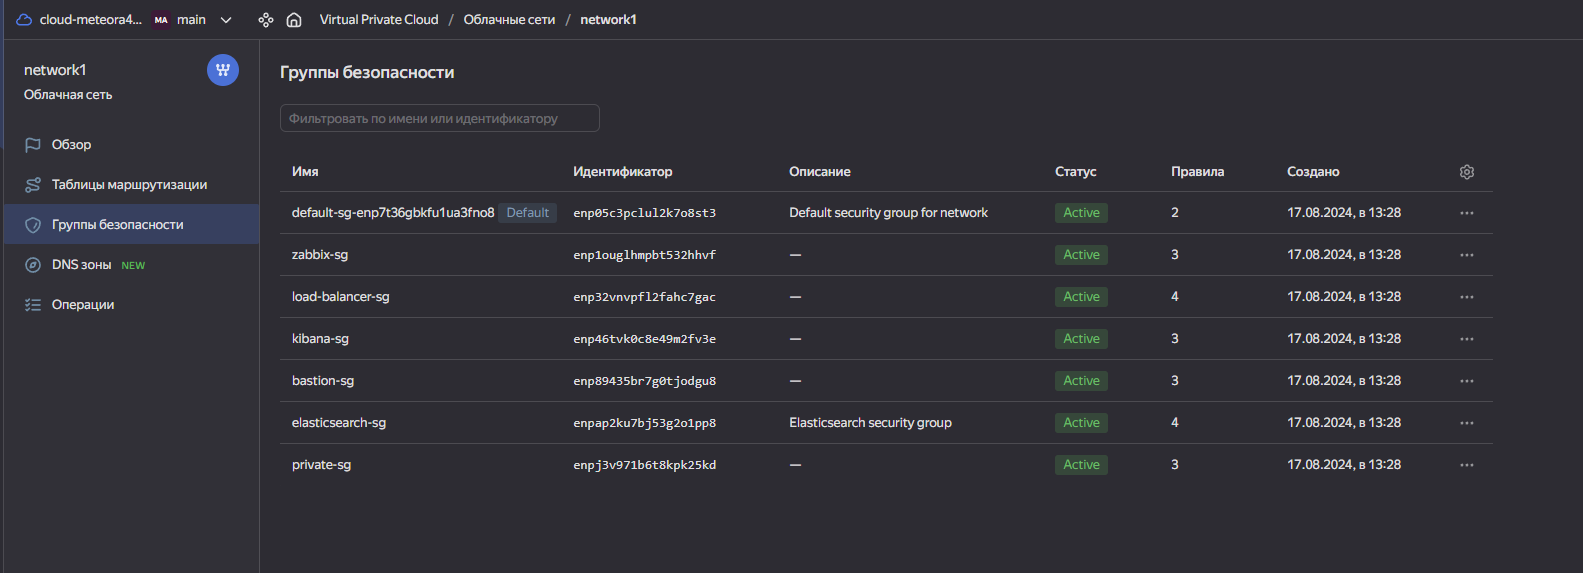 cloud-meteora4... MA main Virtual Private Cloud / Облачные сети / network1
network1
Облачная сеть
Обзор
Таблицы маршрутизации
Группы безопасности
DNS зоны NEW
Операции
Группы безопасности
Фильтровать по имени или идентификатору
Имя Идентификатор Описание Статус Правила Создано
default-sg-enp7t36gbkfu1ua3fno8 Default enp05c3pclul2k7o8st3 Default security group for network Active 2 17.08.2024, в 13:28
zabbix-sg enp1ouglhmpbt532hhvf — Active 3 17.08.2024, в 13:28
load-balancer-sg enp32vnvpfl2fahc7gac — Active 4 17.08.2024, в 13:28
kibana-sg enp46tvk0c8e49m2fv3e — Active 3 17.08.2024, в 13:28
bastion-sg enp89435br7g0tjodgu8 — Active 3 17.08.2024, в 13:28
elasticsearch-sg enpap2ku7bj53g2o1pp8 Elasticsearch security group Active 4 17.08.2024, в 13:28
private-sg enpj3v971b6t8kpk25kd — Active 3 17.08.2024, в 13:28